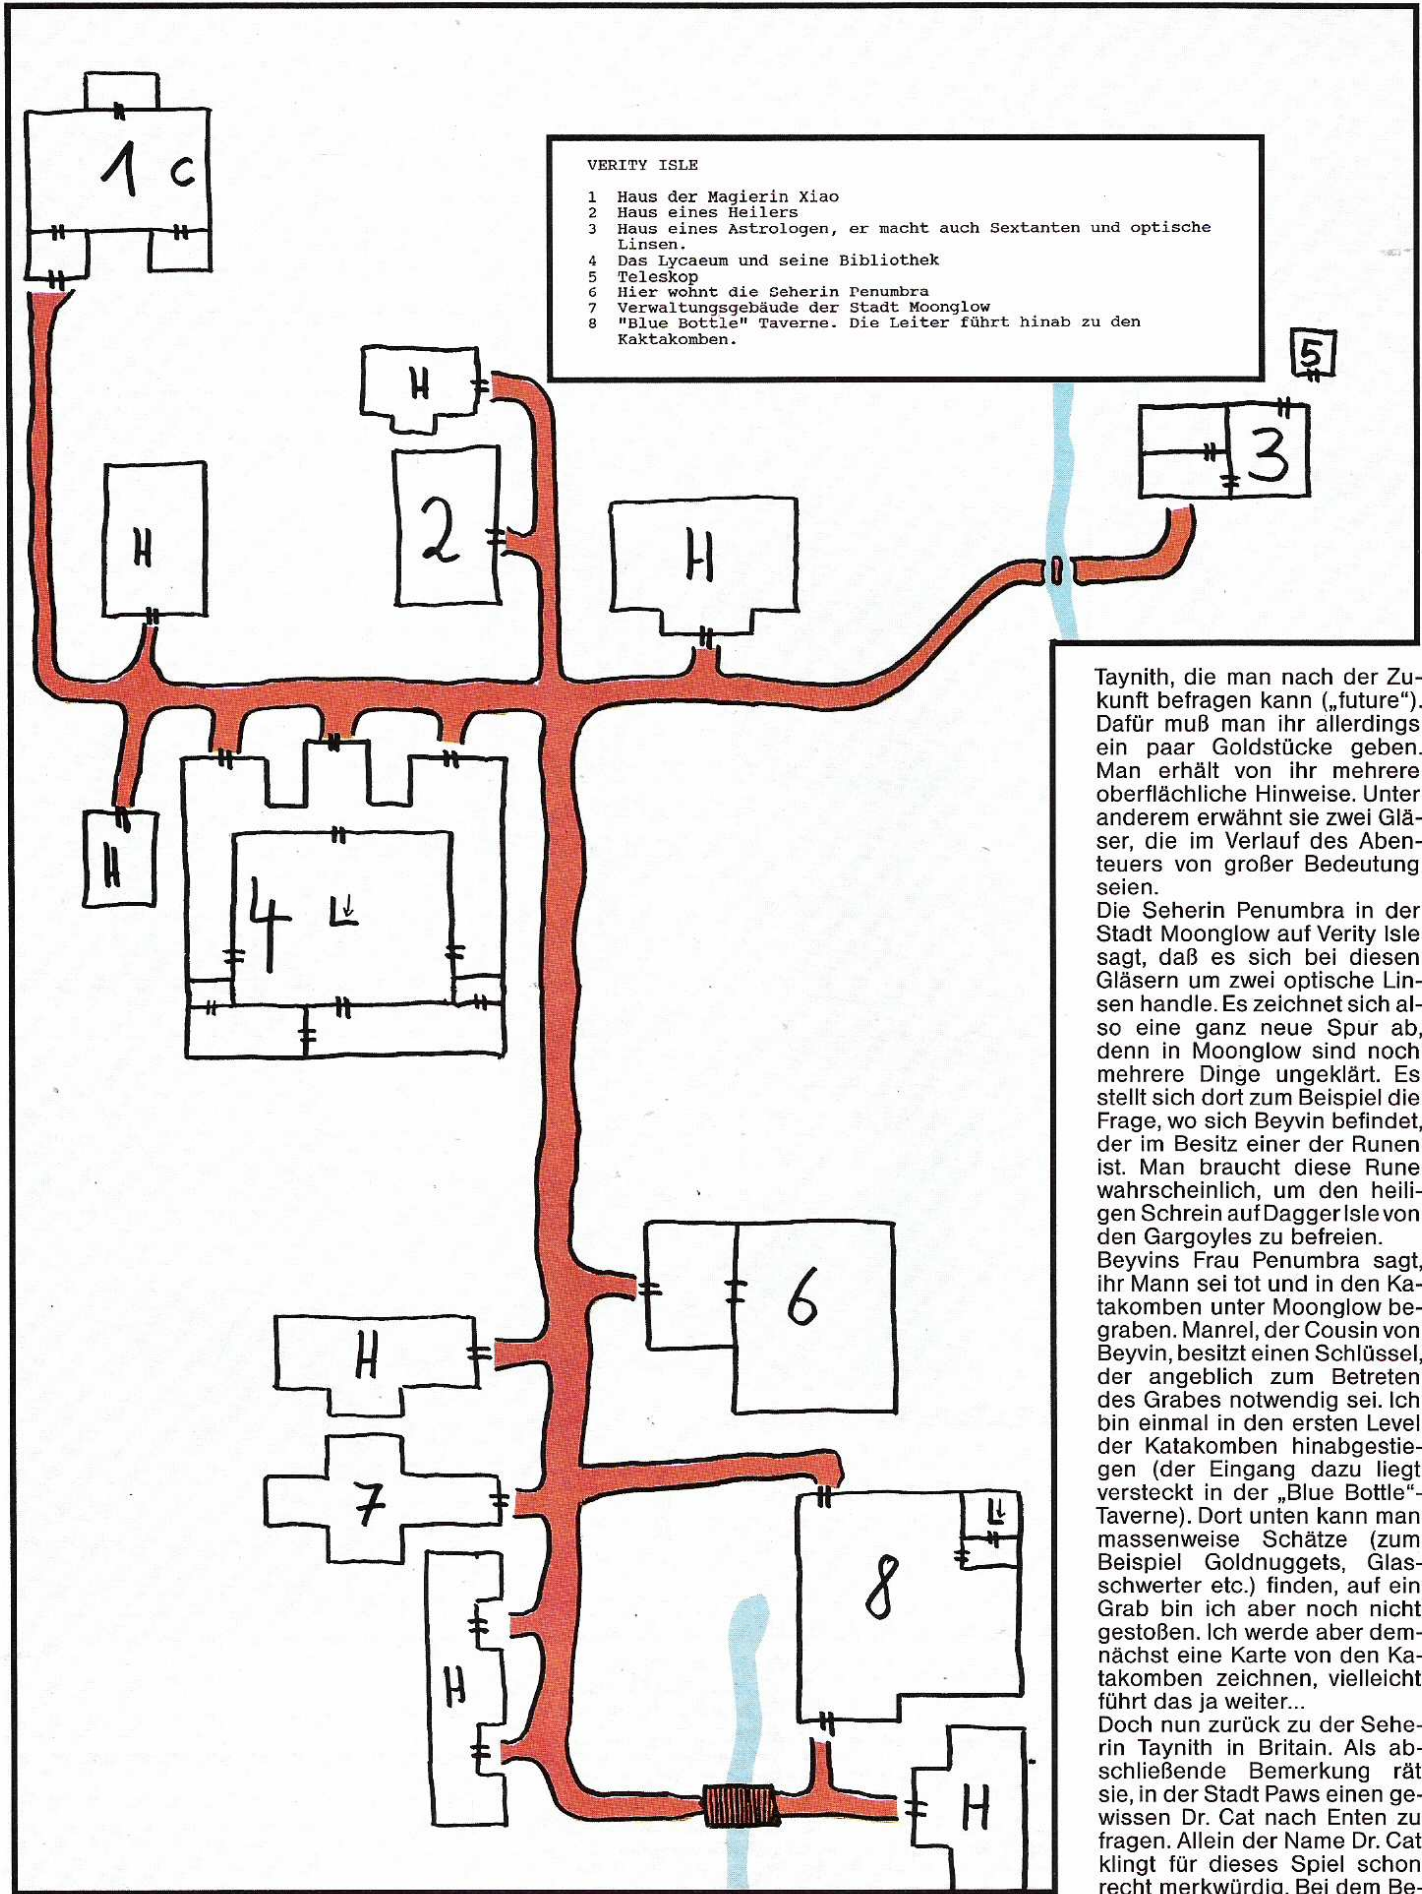 1 C
VERITY ISLE
1 Haus der Magierin Xiao
2 Haus eines Heilers
3 Haus eines Astrologen, er macht auch Sextanten und optische
Linsen.
4 Das Lycaeum und seine Bibliothek
5 Teleskop
6 Hier wohnt die Seherin Penumbra
7 Verwaltungsgebäude der Stadt Moonglow
8 "Blue Bottle" Taverne. Die Leiter führt hinab zu den
Kaktakomben.
5
H
3
2
H
H
H
4 L
6
H
7
L
8
H
H
Taynith, die man nach der Zu-
kunft befragen kann („future“).
Dafür muß man ihr allerdings
ein paar Goldstücke geben.
Man erhält von ihr mehrere
oberflächliche Hinweise. Unter
anderem erwähnt sie zwei Glä-
ser, die im Verlauf des Aben-
teuers von großer Bedeutung
seien.
Die Seherin Penumbra in der
Stadt Moonglow auf Verity Isle
sagt, daß es sich bei diesen
Gläsern um zwei optische Lin-
sen handle. Es zeichnet sich al-
so eine ganz neue Spur ab,
denn in Moonglow sind noch
mehrere Dinge ungeklärt. Es
stellt sich dort zum Beispiel die
Frage, wo sich Beyvin befindet,
der im Besitz einer der Runen
ist. Man braucht diese Rune
wahrscheinlich, um den heili-
gen Schrein auf Dagger Isle von
den Gargoyles zu befreien.
Beyvins Frau Penumbra sagt,
ihr Mann sei tot und in den Ka-
takomben unter Moonglow be-
graben. Manrel, der Cousin von
Beyvin, besitzt einen Schlüssel,
der angeblich zum Betreten
des Grabes notwendig sei. Ich
bin einmal in den ersten Level
der Katakomben hinabgestie-
gen (der Eingang dazu liegt
versteckt in der „Blue Bottle“-
Taverne). Dort unten kann man
massenweise Schätze (zum
Beispiel Goldnuggets, Glas-
schwerter etc.) finden, auf ein
Grab bin ich aber noch nicht
gestoßen. Ich werde aber dem-
nächst eine Karte von den Ka-
takomben zeichnen, vielleicht
führt das ja weiter...
Doch nun zurück zu der Sehe-
rin Taynith in Britain. Als ab-
schließende Bemerkung rät
sie, in der Stadt Paws einen ge-
wissen Dr. Cat nach Enten zu
fragen. Allein der Name Dr. Cat
klingt für dieses Spiel schon
recht merkwürdig. Bei dem Be-